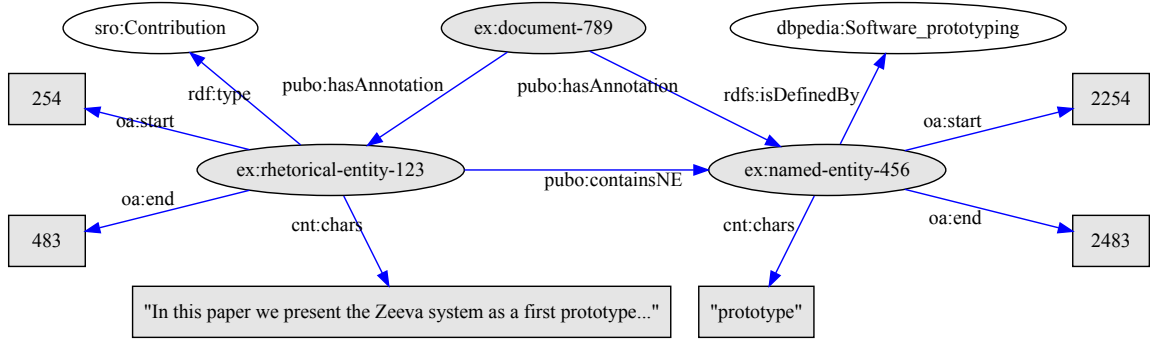 sro:Contribution
ex:document-789
dbpedia:Software_prototyping
254
pubo:hasAnnotation
pubo:hasAnnotation
rdf:type
rdfs:isDefinedBy
2254
oa:start
oa:start
ex:rhetorical-entity-123
pubo:containsNE
ex:named-entity-456
oa:end
oa:end
483
cnt:chars
cnt:chars
2483
"In this paper we present the Zeeva system as a first prototype..."
"prototype"